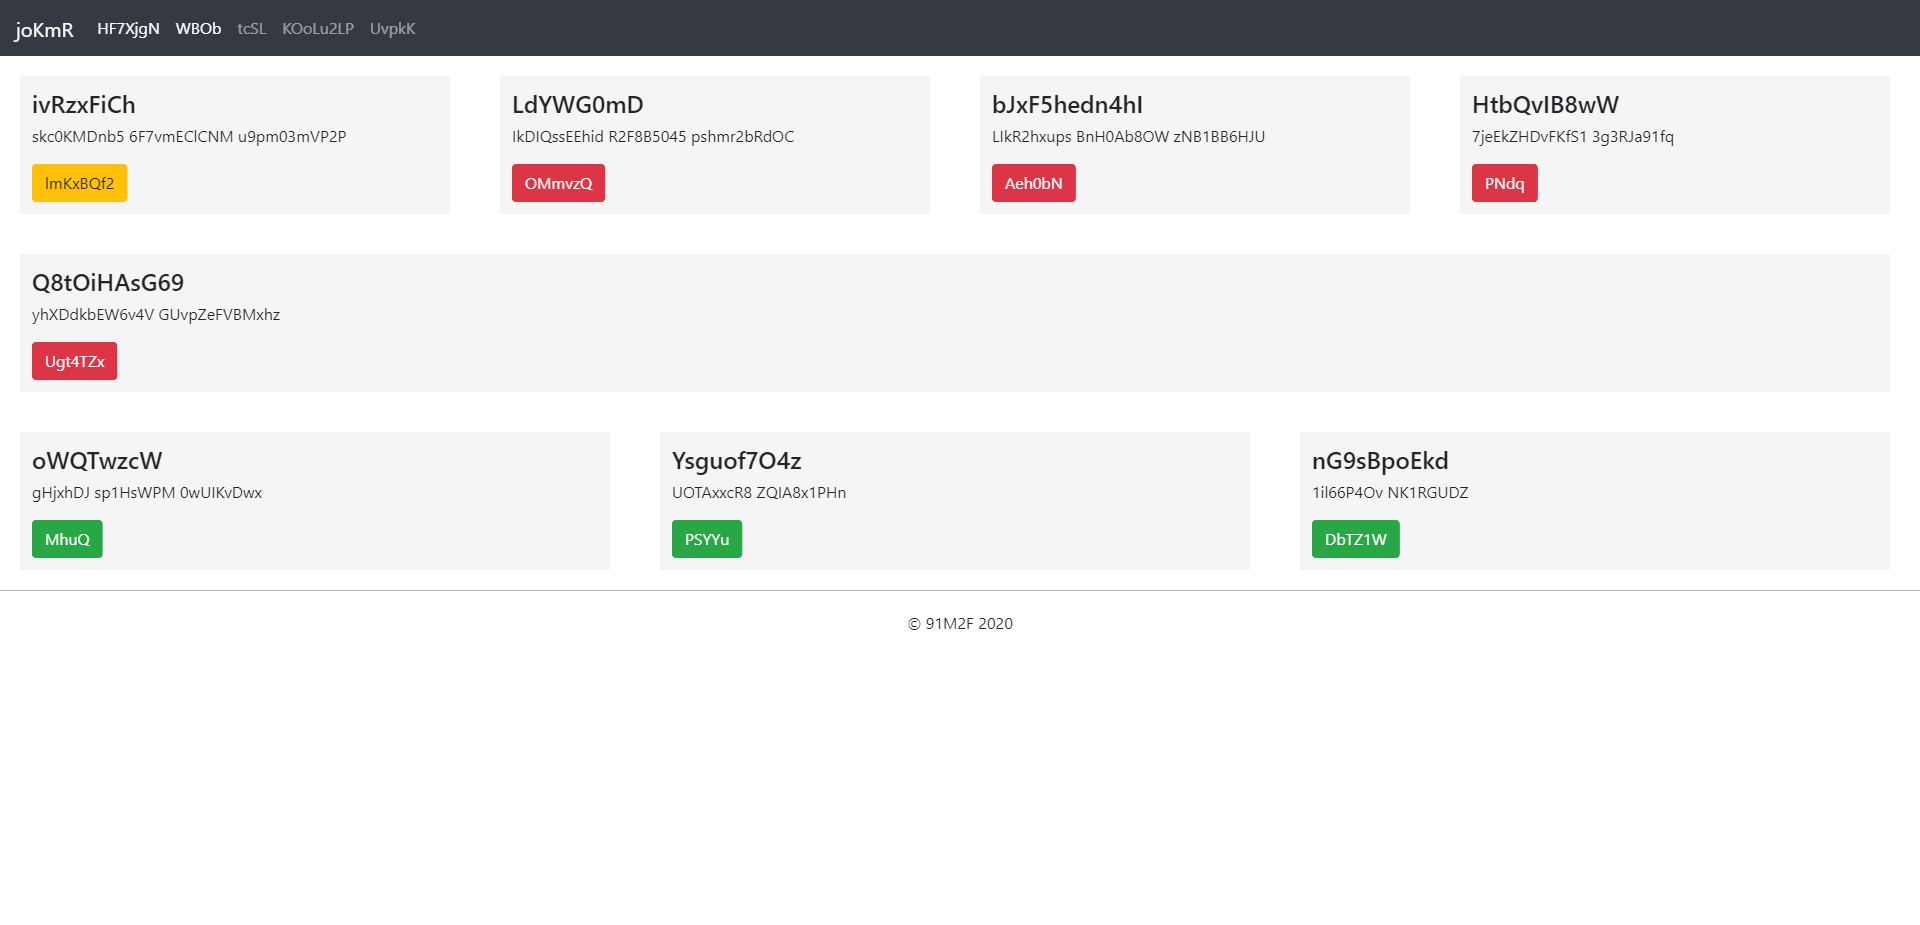 joKmR HF7XjgN WBOb tcSL KOoLu2LP UvpkK
ivRzxFiCh
skc0KMDnb5 6F7vmEClCNM u9pm03mVP2P
lmKxBQf2
LdYWG0mD
IkDIQssEEhid R2F8B5045 pshmr2bRdOC
OMmvzQ
bJxF5hedn4hI
LIkR2hxups BnH0Ab8OW zNB1BB6HJU
Aeh0bN
HtbQvIB8wW
7jeEkZHDvFKfS1 3g3RJa91fq
PNdq
Q8tOiHAsG69
yhXDdkbEW6v4V GUvpZeFVBMxhz
Ugt4TZx
oWQTwzcW
gHjxhDJ sp1HsWPM 0wUIKvDwx
MhuQ
Ysguof7O4z
UOTAxxcR8 ZQIA8x1PHn
PSYYu
nG9sBpoEkd
1il66P4Ov NK1RGUDZ
DbTZ1W
© 91M2F 2020